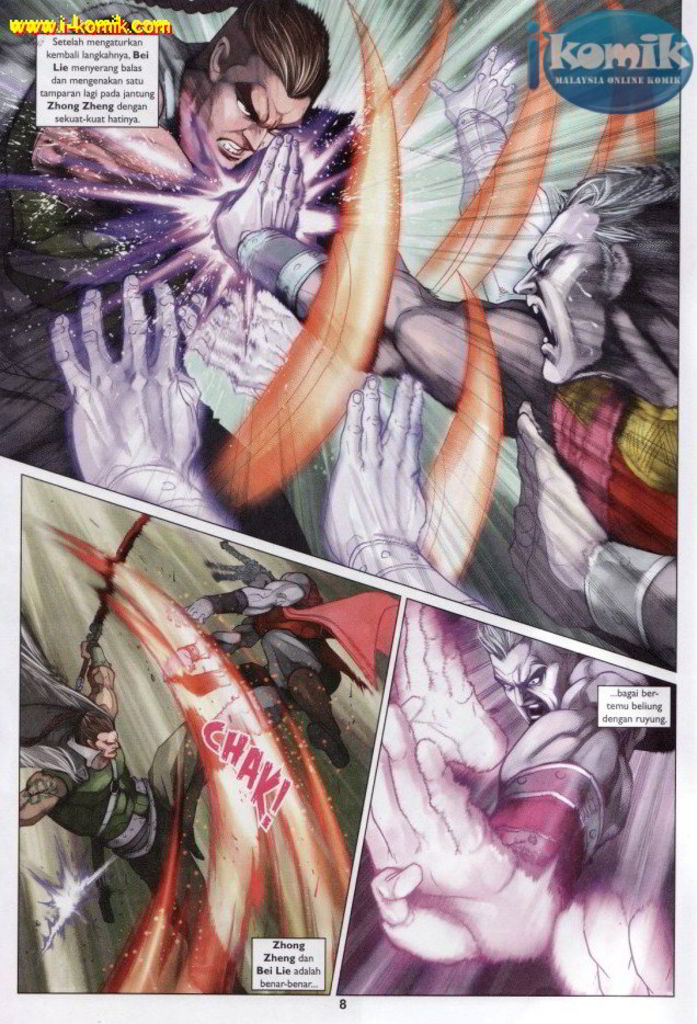 www.i-komik.com
ikomik
MALAYSIA ONLINE KOMIK
Setelah mengaturkan
kembali langkahnya, Bei
Lie menyerang balas
dan mengenakan satu
tamparan lagi pada jantung
Zhong Zheng dengan
sekuat-kuat hatinya.
CHAK!
Zhong
Zheng dan
Bei Lie adalah
benar-benar...
...bagai ber-
temu beliung
dengan ruyung.
8